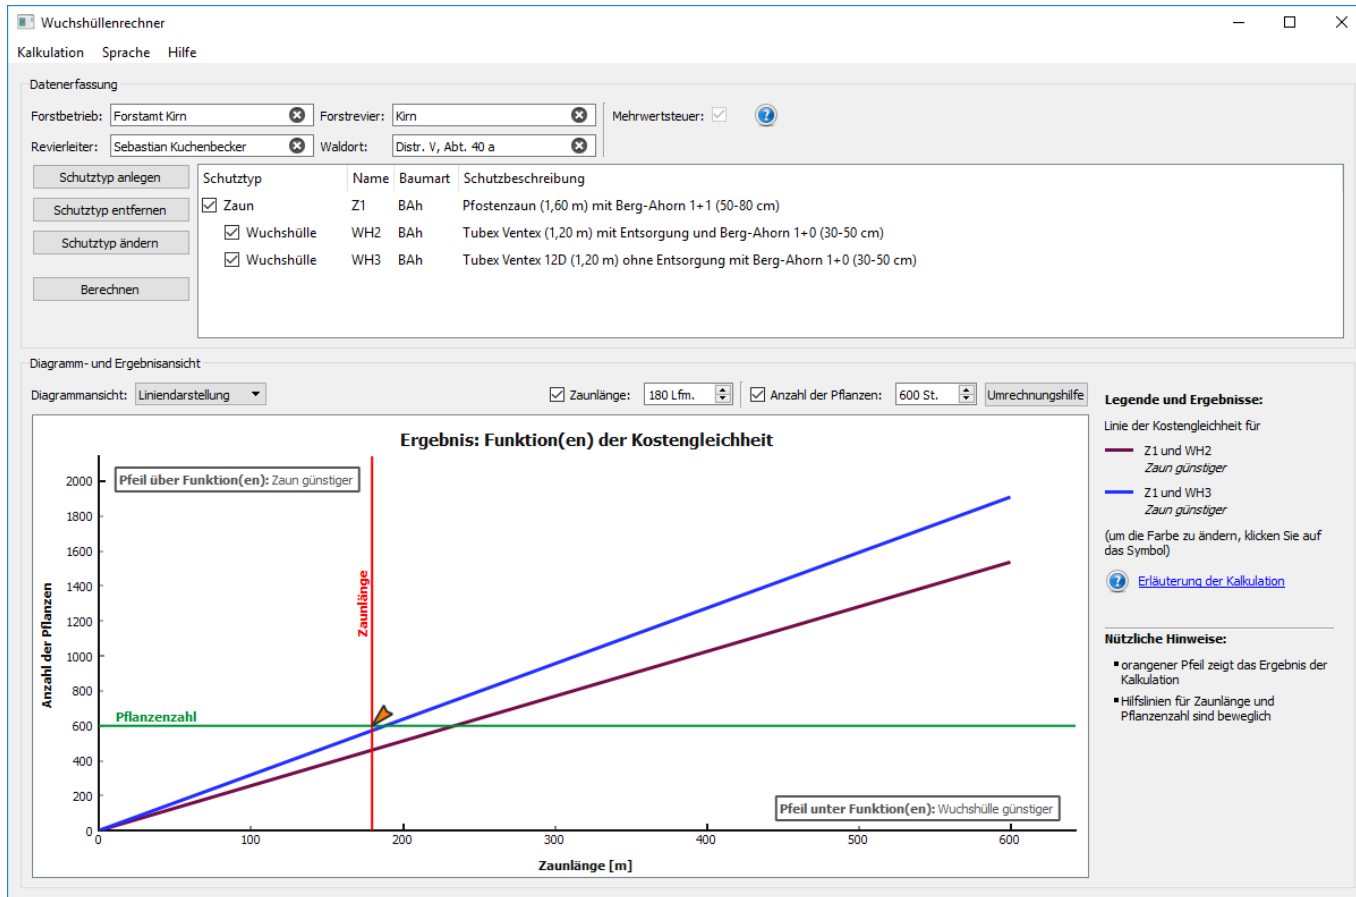 Wuchshüllenrechner
Kalkulation Sprache Hilfe
Datenerfassung
Forstbetrieb: Forstamt Kirn Forstrevier: Kirn Mehrwertsteuer:
Revierleiter: Sebastian Kuchenbecker Waldort: Distr. V, Abt. 40 a
Schutztyp anlegen
Schutztyp entfernen
Schutztyp ändern
Berechnen
Schutztyp Name Baumart Schutzbeschreibung
Zaun Z1 BAh Pfostenzaun (1,60 m) mit Berg-Ahorn 1+1 (50-80 cm)
Wuchshülle WH2 BAh Tubex Ventex (1,20 m) mit Entsorgung und Berg-Ahorn 1+0 (30-50 cm)
Wuchshülle WH3 BAh Tubex Ventex 12D (1,20 m) ohne Entsorgung mit Berg-Ahorn 1+0 (30-50 cm)
Diagramm- und Ergebnisansicht
Diagrammansicht: Liniendarstellung Zaunlänge: 180 Lfm. Anzahl der Pflanzen: 600 St. Umrechnungshilfe
Ergebnis: Funktion(en) der Kostengleichheit
Pfeil über Funktion(en): Zaun günstiger
Anzahl der Pflanzen
2000
1800
1600
1400
1200
1000
800
600
400
200
0
Zaunlänge
Pflanzenzahl
Pfeil unter Funktion(en): Wuchshülle günstiger
0 100 200 300 400 500 600
Zaunlänge [m]
Legende und Ergebnisse:
Linie der Kostengleichheit für
Z1 und WH2
Zaun günstiger
Z1 und WH3
Zaun günstiger
(um die Farbe zu ändern, klicken Sie auf
das Symbol)
Erläuterung der Kalkulation
Nützliche Hinweise:
orangener Pfeil zeigt das Ergebnis der
Kalkulation
Hilfslinien für Zaunlänge und
Pflanzenzahl sind beweglich